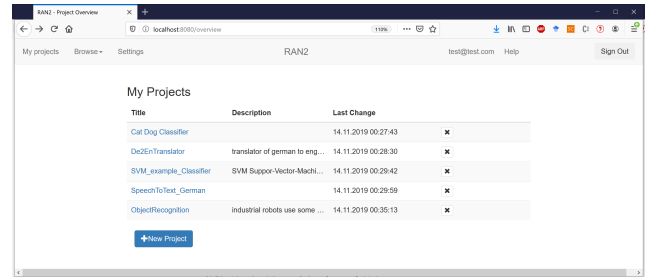 RAN2 - Project Overview
localhost:8080/overview
110%
My projects Browse Settings RAN2 test@test.com Help Sign Out
My Projects
Title Description Last Change
Cat Dog Classifier 14.11.2019 00:27:43
De2EnTranslator translator of german to eng... 14.11.2019 00:28:30
SVM_example_Classifier SVM Suppor-Vector-Machi... 14.11.2019 00:29:42
SpeechToText_German 14.11.2019 00:29:59
ObjectRecognition industrial robots use some ... 14.11.2019 00:35:13
+New Project